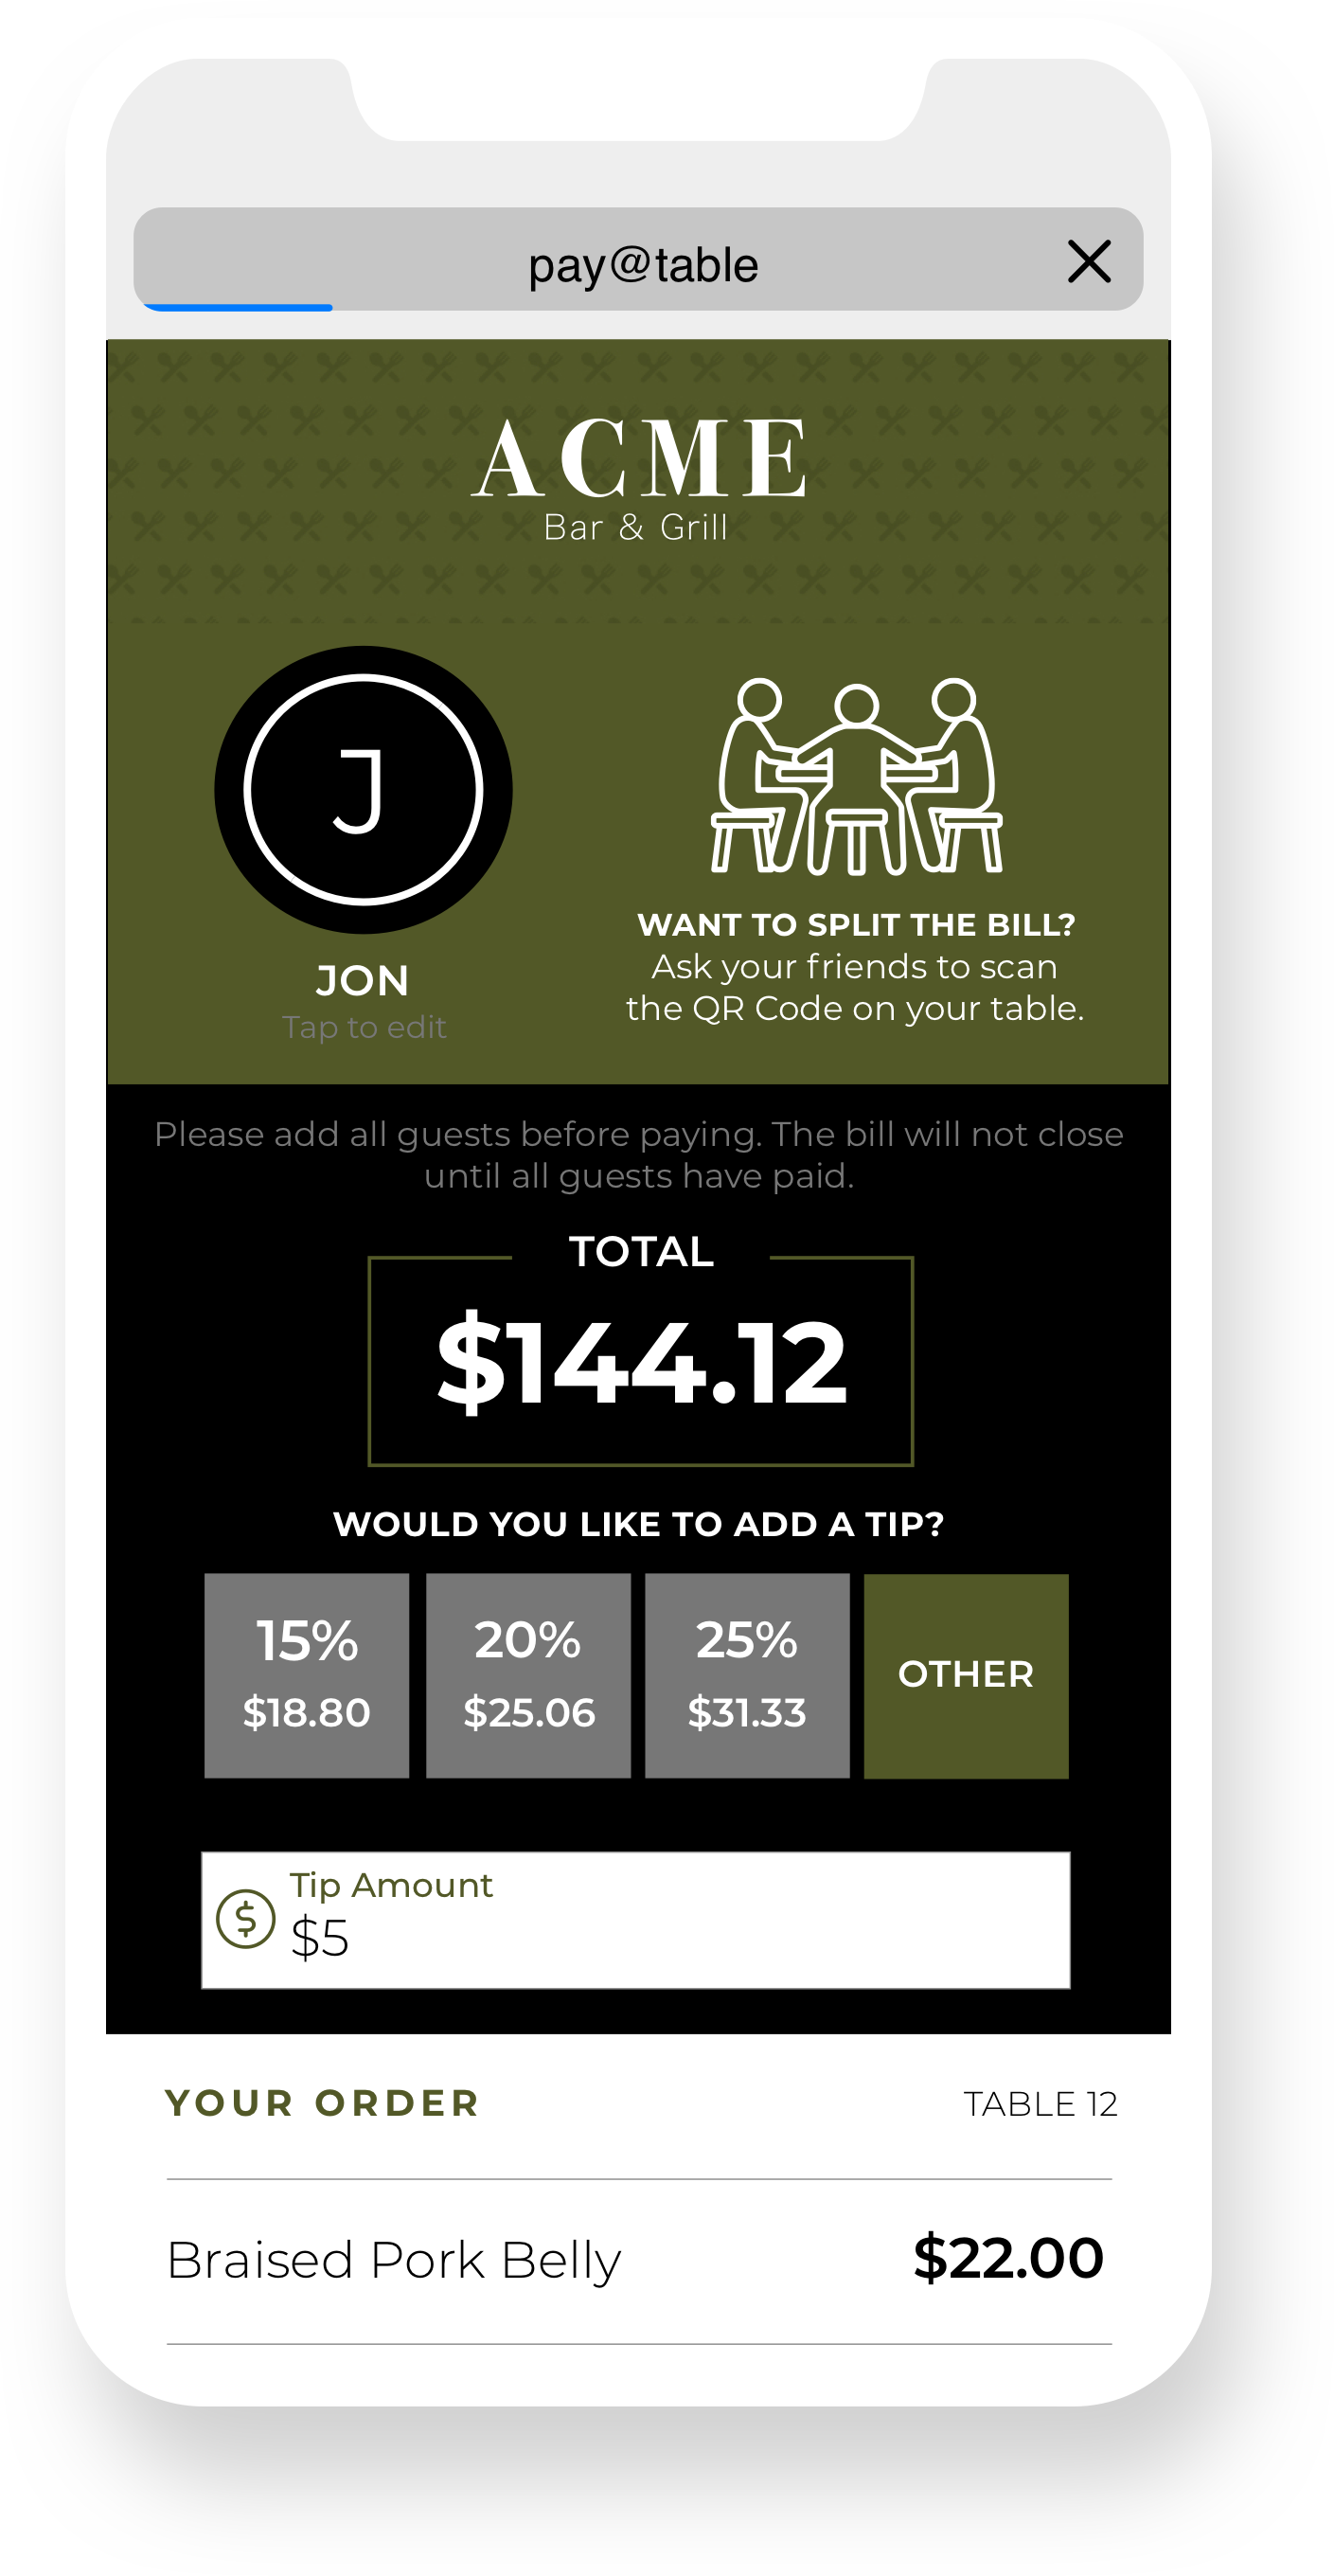 pay@table
ACME
Bar & Grill
J
JON
Tap to edit
WANT TO SPLIT THE BILL?
Ask your friends to scan
the QR Code on your table.
Please add all guests before paying. The bill will not close
until all guests have paid.
TOTAL
$144.12
WOULD YOU LIKE TO ADD A TIP?
15% 20% 25% OTHER
$18.80 $25.06 $31.33
Tip Amount
$ $5
YOUR ORDER TABLE 12
Braised Pork Belly $22.00